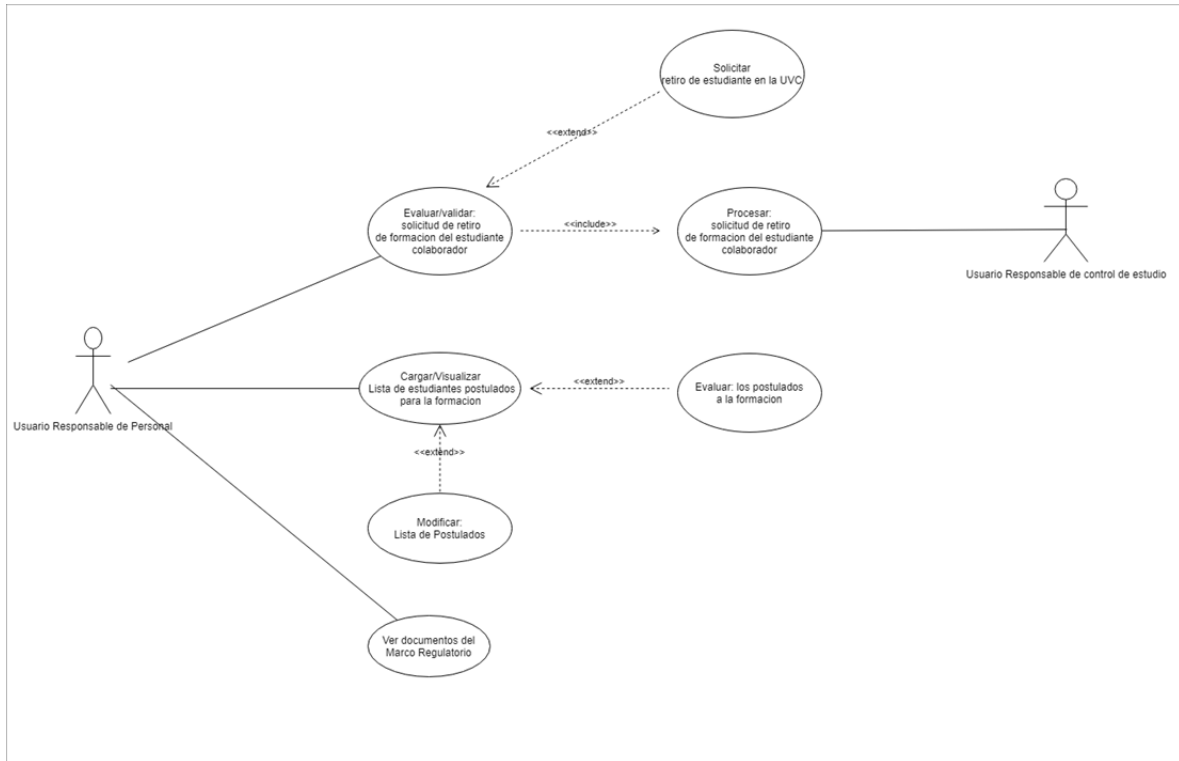 Solicitar
retiro de estudiante en la UVC
<<extend>>
Evaluar/validar:
solicitud de retiro
de formacion del estudiante
colaborador
<<include>>
Procesar:
solicitud de retiro
de formacion del estudiante
colaborador
Usuario Responsable de control de estudio
Usuario Responsable de Personal
Cargar/Visualizar
Lista de estudiantes postulados
para la formacion
<<extend>>
Evaluar: los postulados
a la formacion
<<extend>>
Modificar:
Lista de Postulados
Ver documentos del
Marco Regulatorio